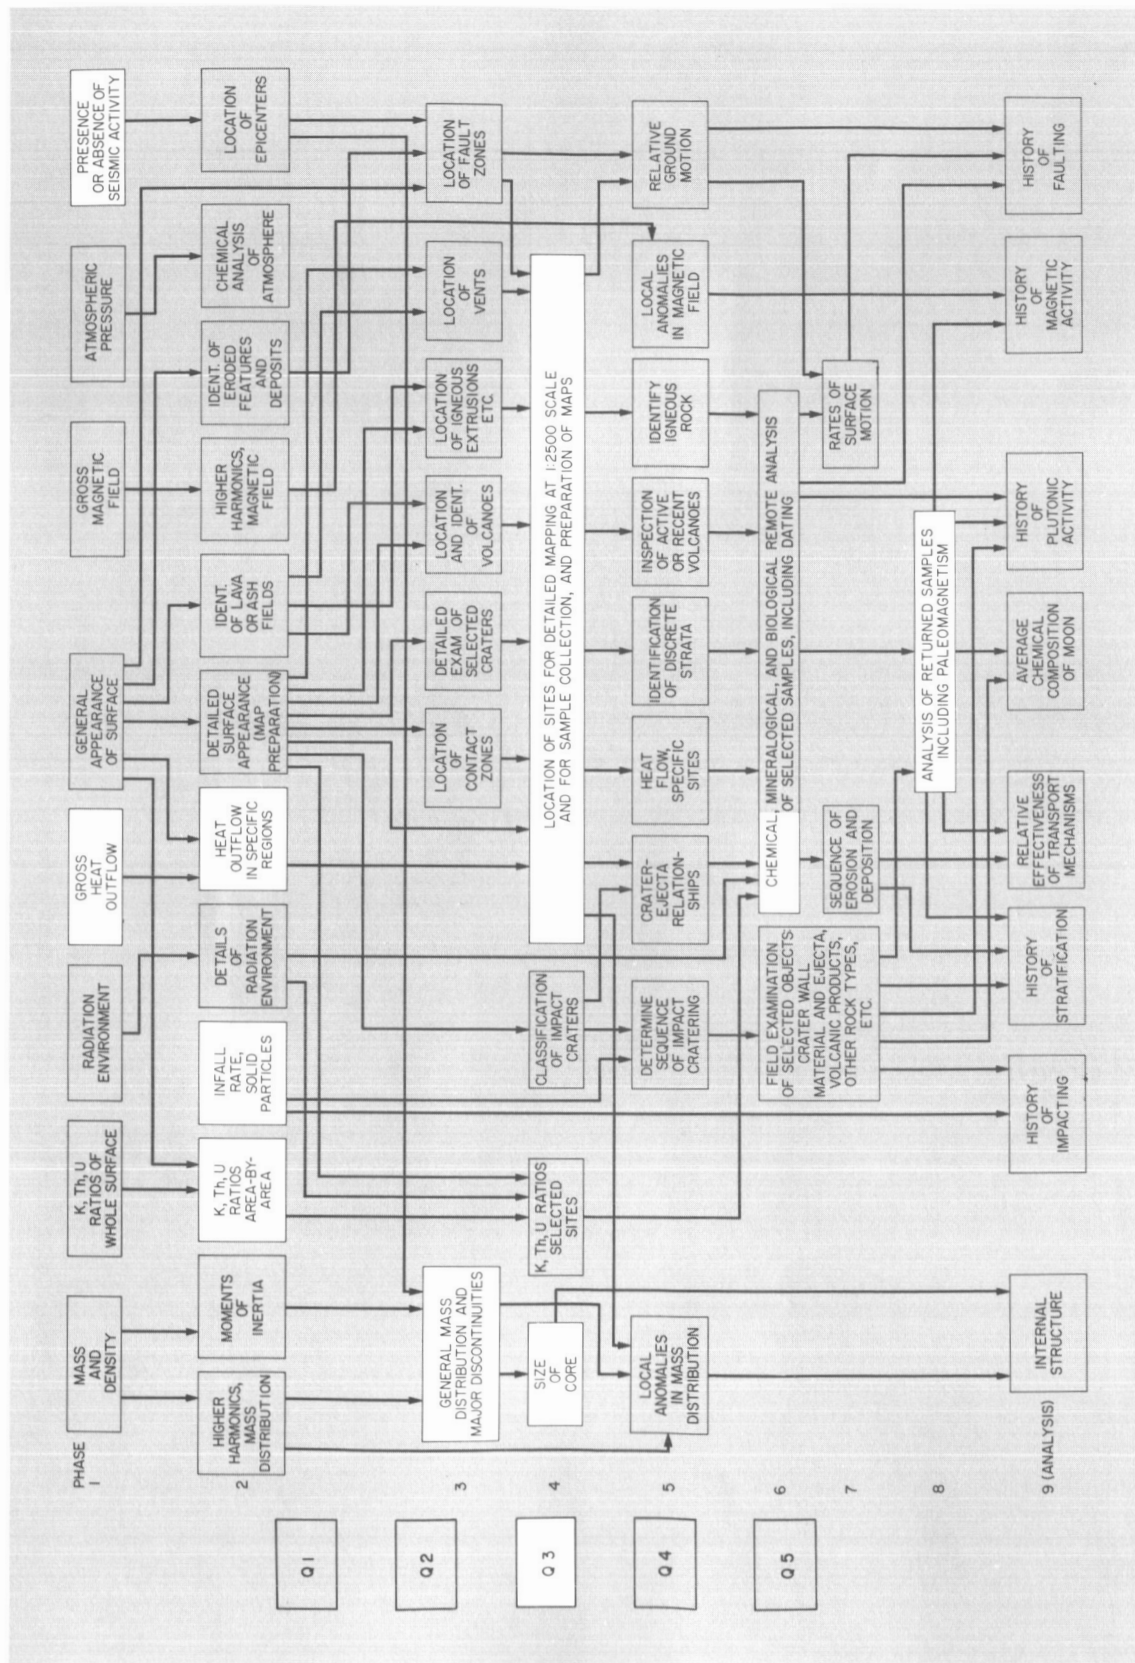 PHASE
1
MASS
AND
DENSITY
K, Th, U
RATIOS OF
WHOLE SURFACE
RADIATION
ENVIRONMENT
GROSS
HEAT
OUTFLOW
GENERAL
APPEARANCE
OF SURFACE
GROSS
MAGNETIC
FIELD
ATMOSPHERIC
PRESSURE
PRESENCE
OR ABSENCE OF
SEISMIC ACTIVITY
2
HIGHER
HARMONICS,
MASS
DISTRIBUTION
MOMENTS
OF
INERTIA
K, Th, U
RATIOS
AREA-BY-
AREA
INFALL
RATE,
SOLID
PARTICLES
DETAILS
OF
RADIATION
ENVIRONMENT
HEAT
OUTFLOW
IN SPECIFIC
REGIONS
DETAILED
SURFACE
APPEARANCE
(MAP
PREPARATION)
IDENT.
OF LAVA
OR ASH
FIELDS
HIGHER
HARMONICS,
MAGNETIC
FIELD
IDENT. OF
ERODED
FEATURES
AND
DEPOSITS
CHEMICAL
ANALYSIS
OF
ATMOSPHERE
LOCATION
OF
EPICENTERS
3
GENERAL MASS
DISTRIBUTION AND
MAJOR DISCONTINUITIES
LOCATION
OF
CONTACT
ZONES
DETAILED
EXAM OF
SELECTED
CRATERS
LOCATION
AND IDENT.
OF
VOLCANOES
LOCATION
OF IGNEOUS
EXTRUSIONS
ETC.
LOCATION
OF
VENTS
LOCATION
OF FAULT
ZONES
4
SIZE
OF
CORE
K, Th, U RATIOS
SELECTED
SITES
CLASSIFICATION
OF IMPACT
CRATERS
LOCATION OF SITES FOR DETAILED MAPPING AT 1:2500 SCALE
AND FOR SAMPLE COLLECTION, AND PREPARATION OF MAPS
5
LOCAL
ANOMALIES
IN MASS
DISTRIBUTION
DETERMINE
SEQUENCE
OF IMPACT
CRATERING
CRATER-
EJECTA
RELATION-
SHIPS
HEAT
FLOW,
SPECIFIC
SITES
IDENTIFICATION
OF DISCRETE
STRATA
INSPECTION
OF ACTIVE
OR RECENT
VOLCANOES
IDENTIFY
IGNEOUS
ROCK
LOCAL
ANOMALIES
IN MAGNETIC
FIELD
RELATIVE
GROUND
MOTION
6
FIELD EXAMINATION
OF SELECTED OBJECTS:
CRATER WALL
MATERIAL AND EJECTA,
VOLCANIC PRODUCTS,
OTHER ROCK TYPES,
ETC.
CHEMICAL, MINERALOGICAL, AND BIOLOGICAL REMOTE ANALYSIS
OF SELECTED SAMPLES, INCLUDING DATING
7
SEQUENCE OF
EROSION AND
DEPOSITION
RATES OF
SURFACE
MOTION
8
ANALYSIS OF RETURNED SAMPLES
INCLUDING PALEOMAGNETISM
9 (ANALYSIS)
INTERNAL
STRUCTURE
HISTORY
OF
IMPACTING
HISTORY
OF
STRATIFICATION
RELATIVE
EFFECTIVENESS
OF TRANSPORT
MECHANISMS
AVERAGE
CHEMICAL
COMPOSITION
OF MOON
HISTORY
OF
PLUTONIC
ACTIVITY
HISTORY
OF
MAGNETIC
ACTIVITY
HISTORY
OF
FAULTING
Q1
Q2
Q3
Q4
Q5